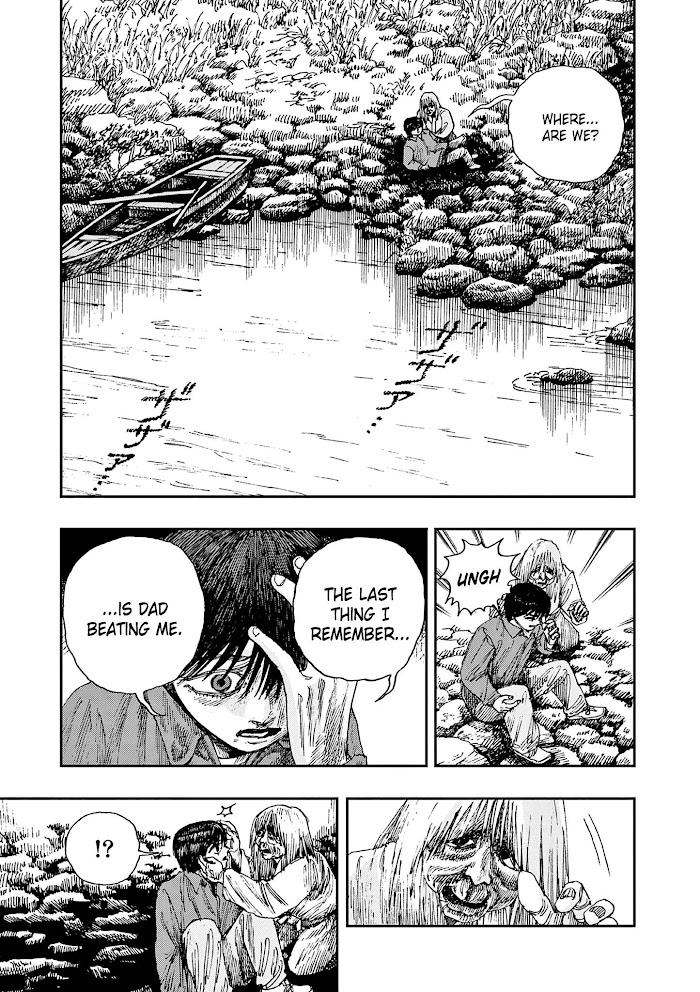 WHERE...
ARE WE?
ザザァ...
ザザァ...
UNGH
THE LAST
THING I
REMEMBER...
...IS DAD
BEATING ME.
!?